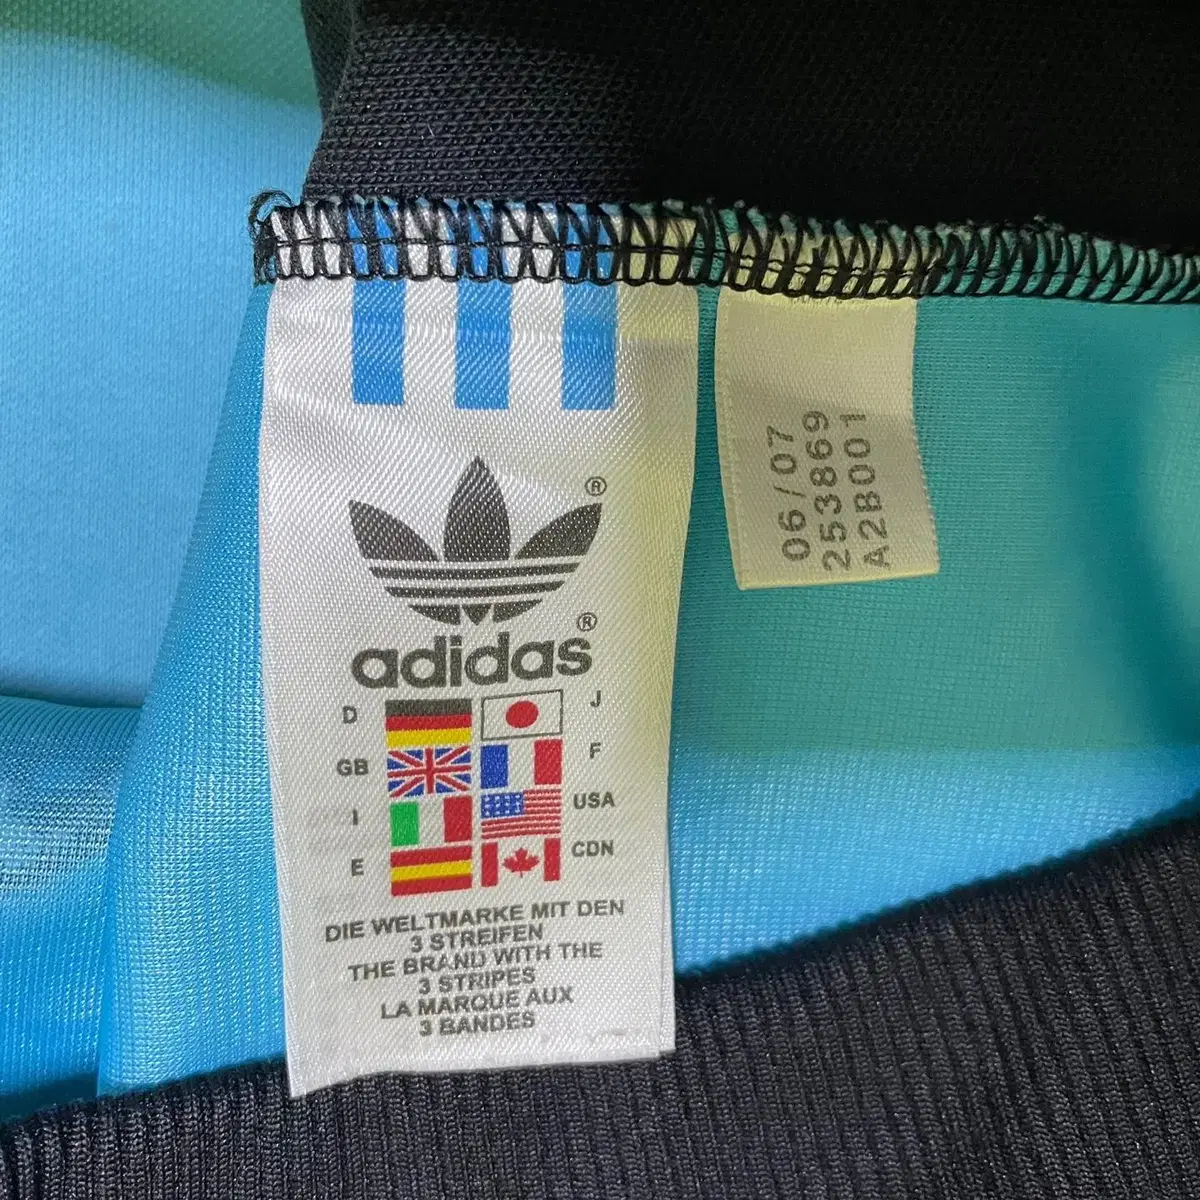 ®
®
adidas
D
J
GB
F
I
USA
E
CDN
DIE WELTMARKE MIT DEN
3 STREIFEN
THE BRAND WITH THE
3 STRIPES
LA MARQUE AUX
3 BANDES
06/07
253869
A2B001